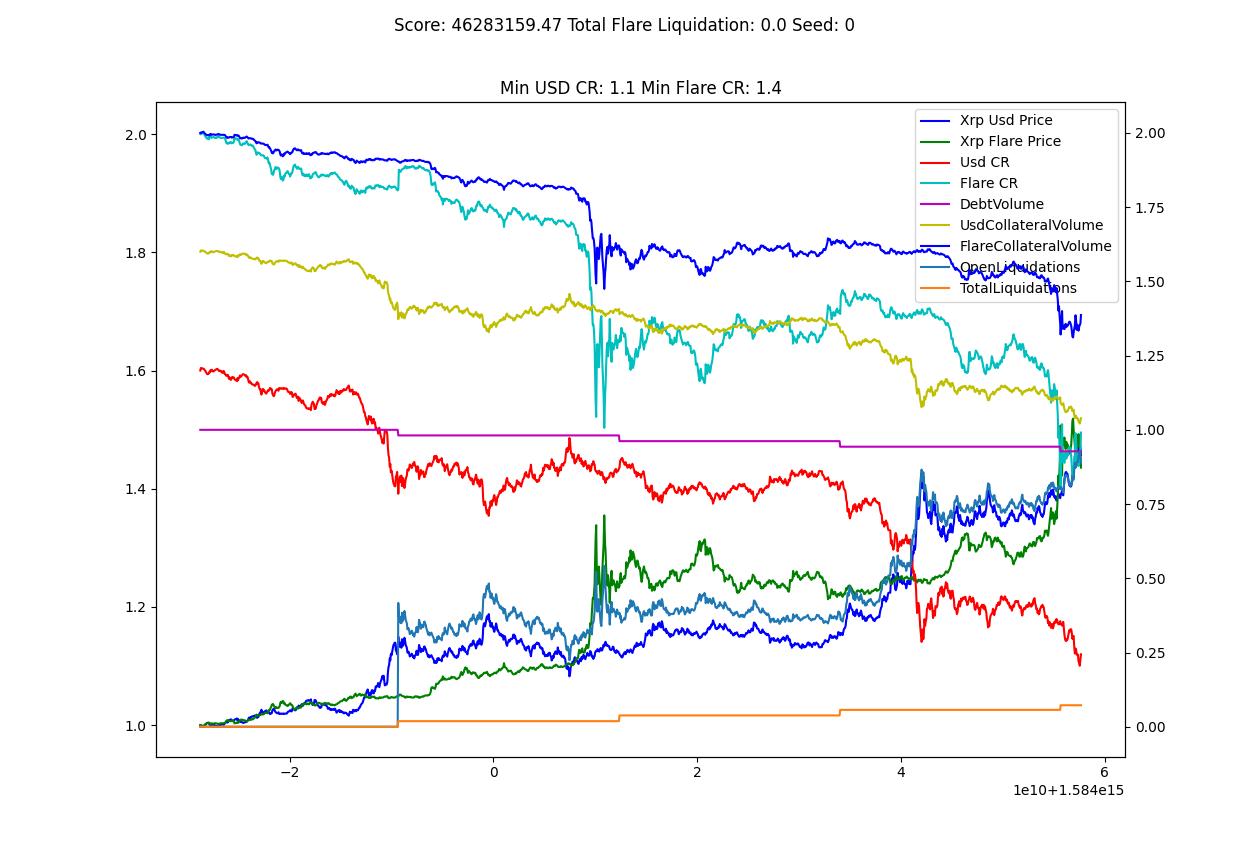 Score: 46283159.47 Total Flare Liquidation: 0.0 Seed: 0
Min USD CR: 1.1 Min Flare CR: 1.4
Xrp Usd Price
Xrp Flare Price
Usd CR
Flare CR
DebtVolume
UsdCollateralVolume
FlareCollateralVolume
OpenLiquidations
TotalLiquidations
2.0
1.8
1.6
1.4
1.2
1.0
2.00
1.75
1.50
1.25
1.00
0.75
0.50
0.25
0.00
−2
0
2
4
6
1e10+1.584e15